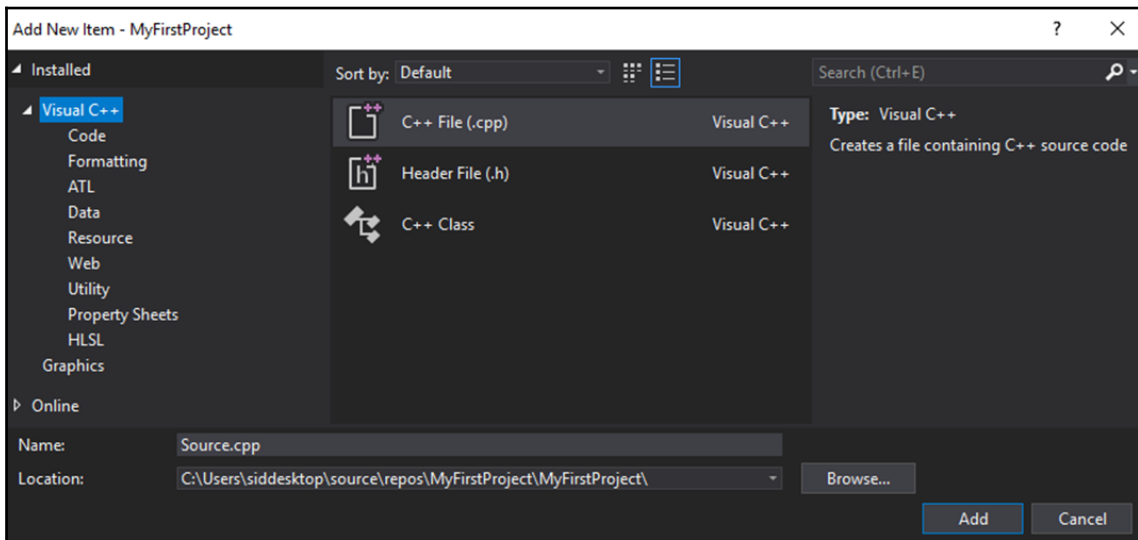 Add New Item - MyFirstProject
?
Installed
Visual C++
Code
Formatting
ATL
Data
Resource
Web
Utility
Property Sheets
HLSL
Graphics
Online
Sort by: Default
C++ File (.cpp) Visual C++
Header File (.h) Visual C++
C++ Class Visual C++
Search (Ctrl+E)
Type: Visual C++
Creates a file containing C++ source code
Name: Source.cpp
Location: C:\Users\siddesktop\source\repos\MyFirstProject\MyFirstProject\
Browse...
Add Cancel